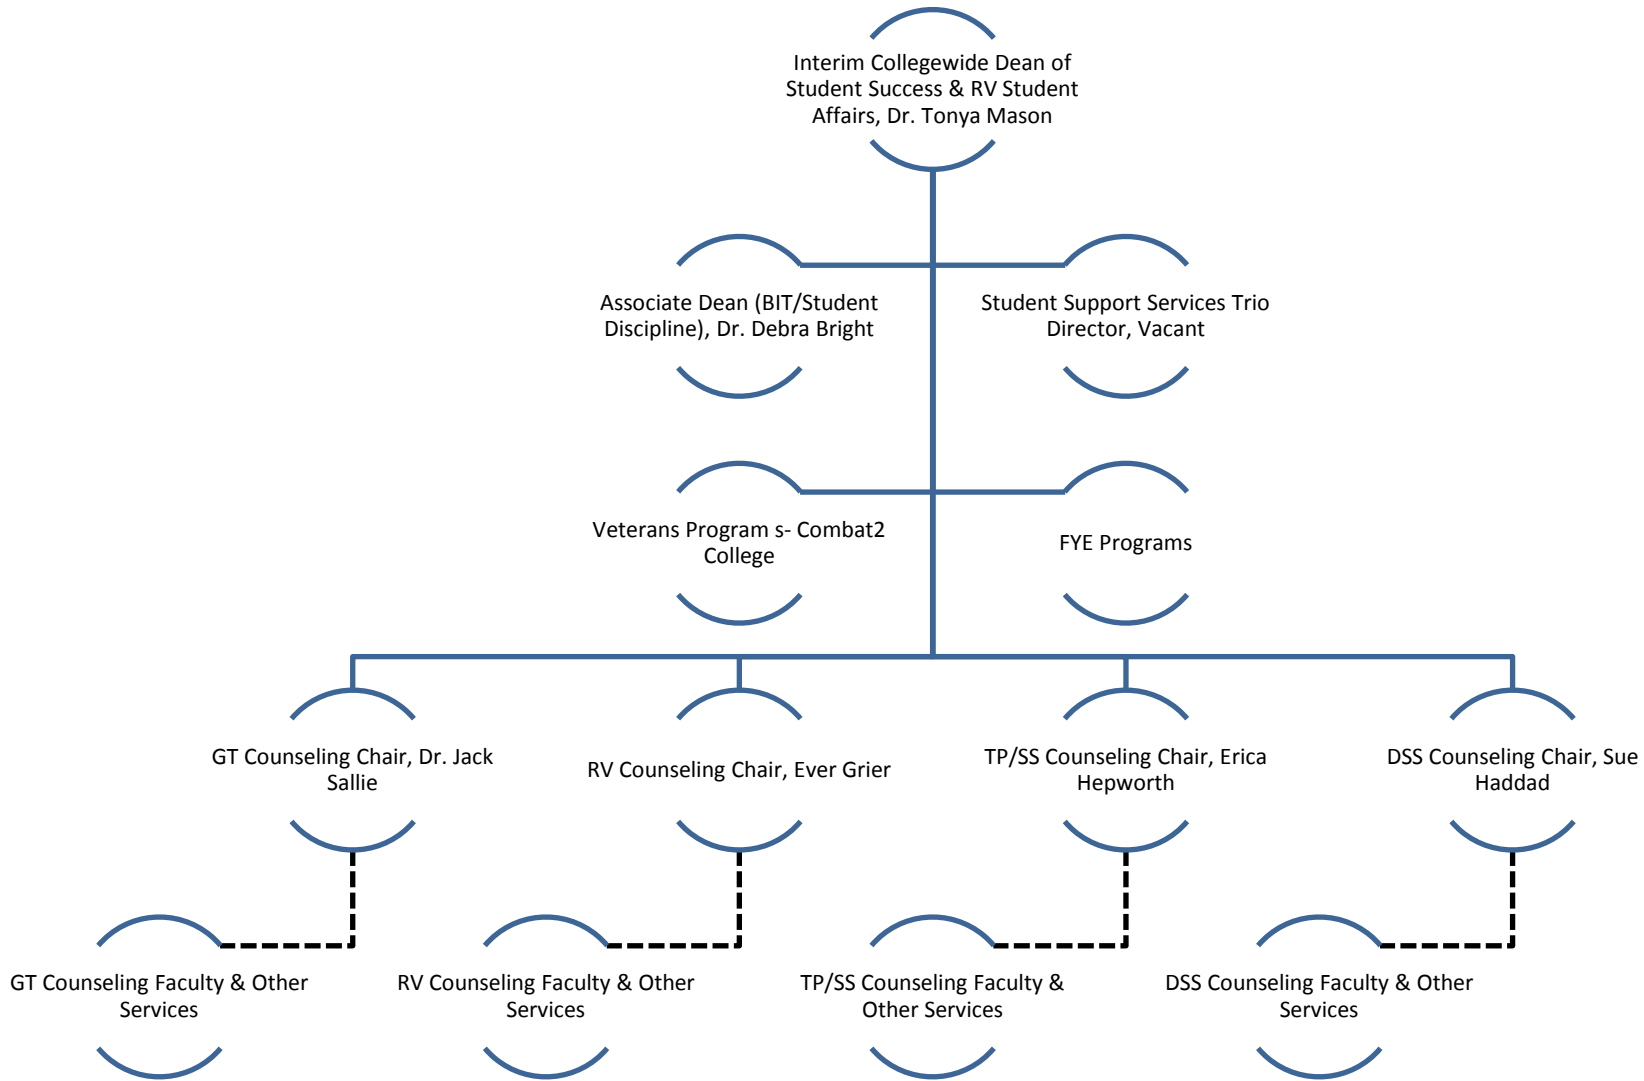 Interim Collegewide Dean of
Student Success & RV Student
Affairs, Dr. Tonya Mason
Associate Dean (BIT/Student
Discipline), Dr. Debra Bright
Student Support Services Trio
Director, Vacant
Veterans Program s- Combat2
College
FYE Programs
GT Counseling Chair, Dr. Jack
Sallie
RV Counseling Chair, Ever Grier
TP/SS Counseling Chair, Erica
Hepworth
DSS Counseling Chair, Sue
Haddad
GT Counseling Faculty & Other
Services
RV Counseling Faculty & Other
Services
TP/SS Counseling Faculty &
Other Services
DSS Counseling Faculty & Other
Services